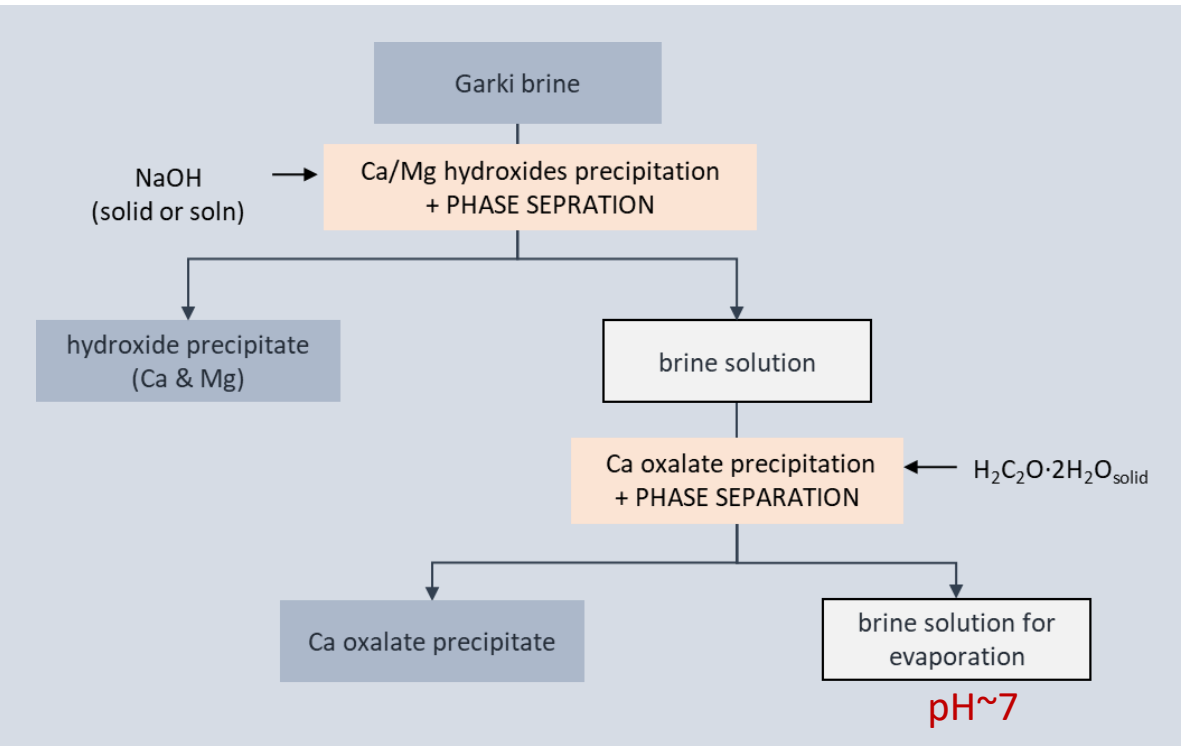 Garki brine
NaOH
(solid or soln)
Ca/Mg hydroxides precipitation
+ PHASE SEPRATION
hydroxide precipitate
(Ca & Mg)
brine solution
Ca oxalate precipitation
+ PHASE SEPARATION
H₂C₂O·2H₂Osolid
Ca oxalate precipitate
brine solution for
evaporation
pH~7